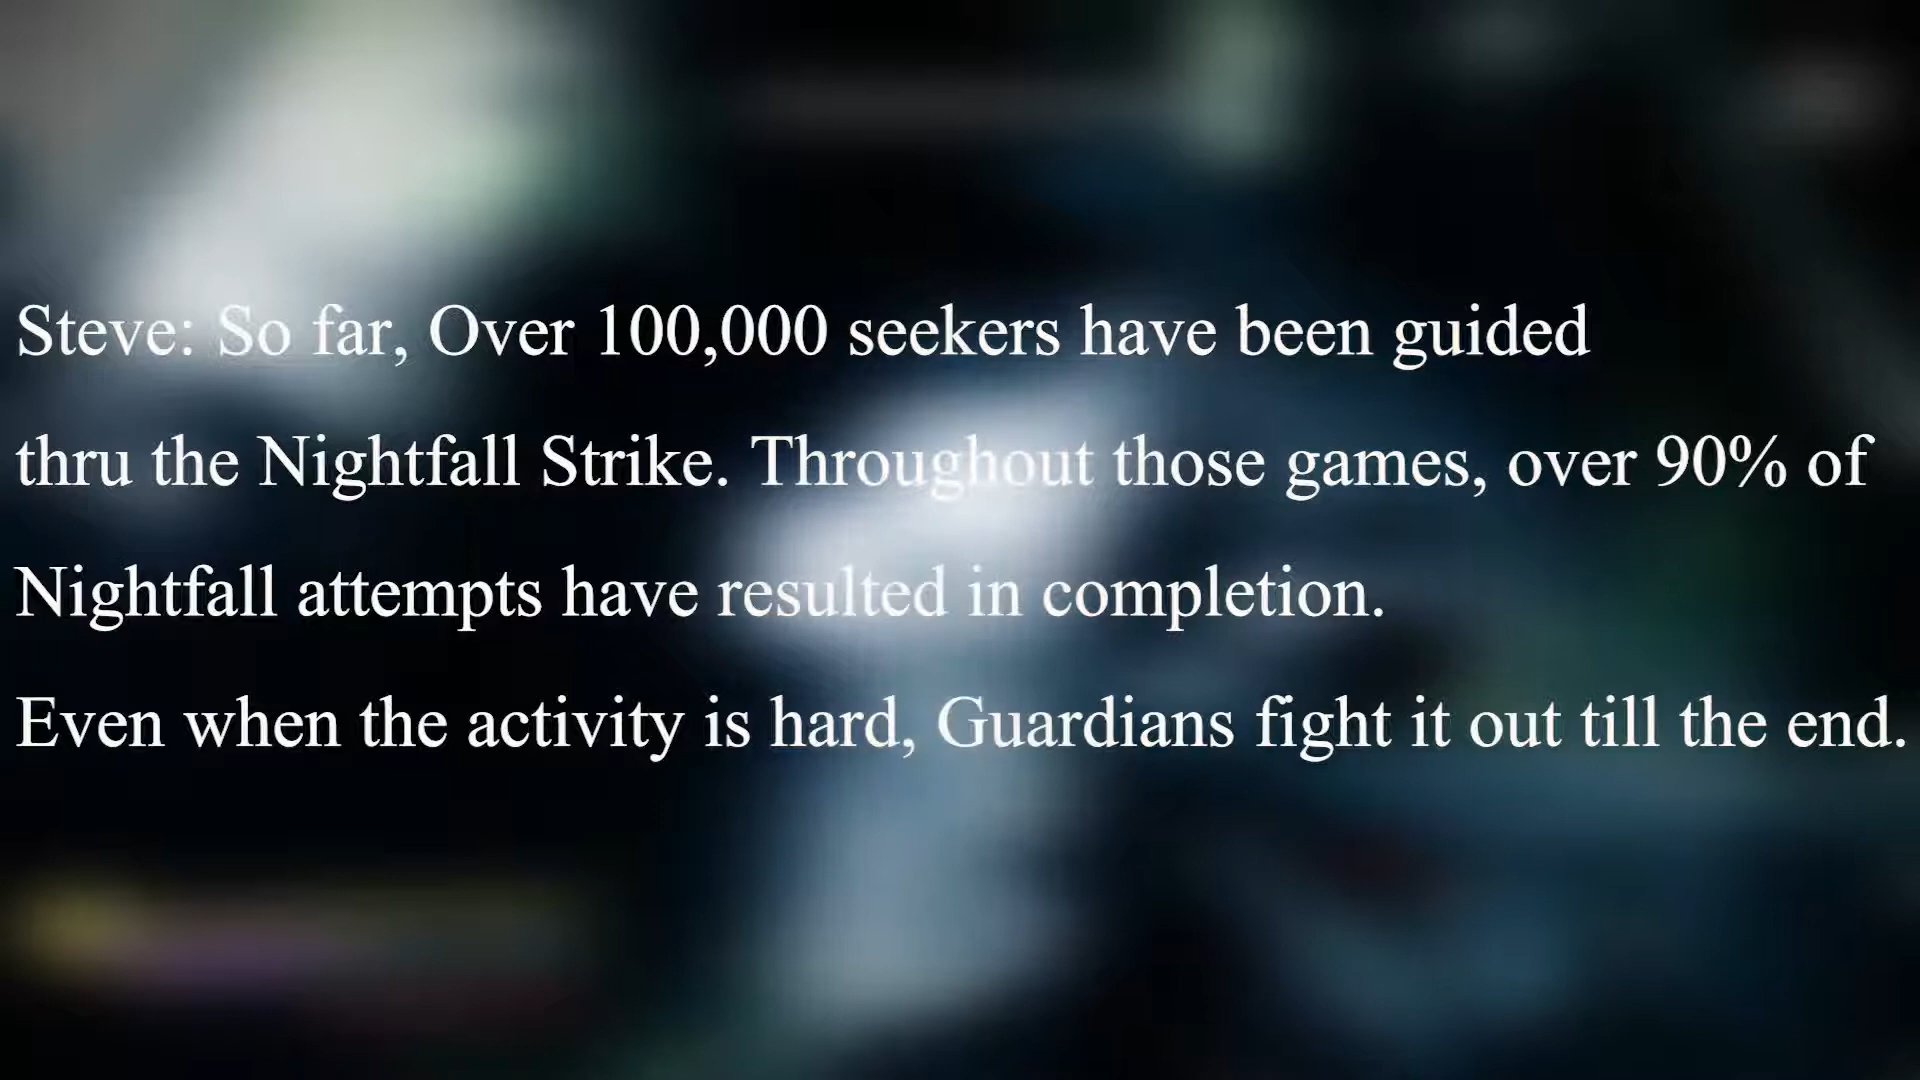 Steve: So far, Over 100,000 seekers have been guided
thru the Nightfall Strike. Throughout those games, over 90% of
Nightfall attempts have resulted in completion.
Even when the activity is hard, Guardians fight it out till the end.